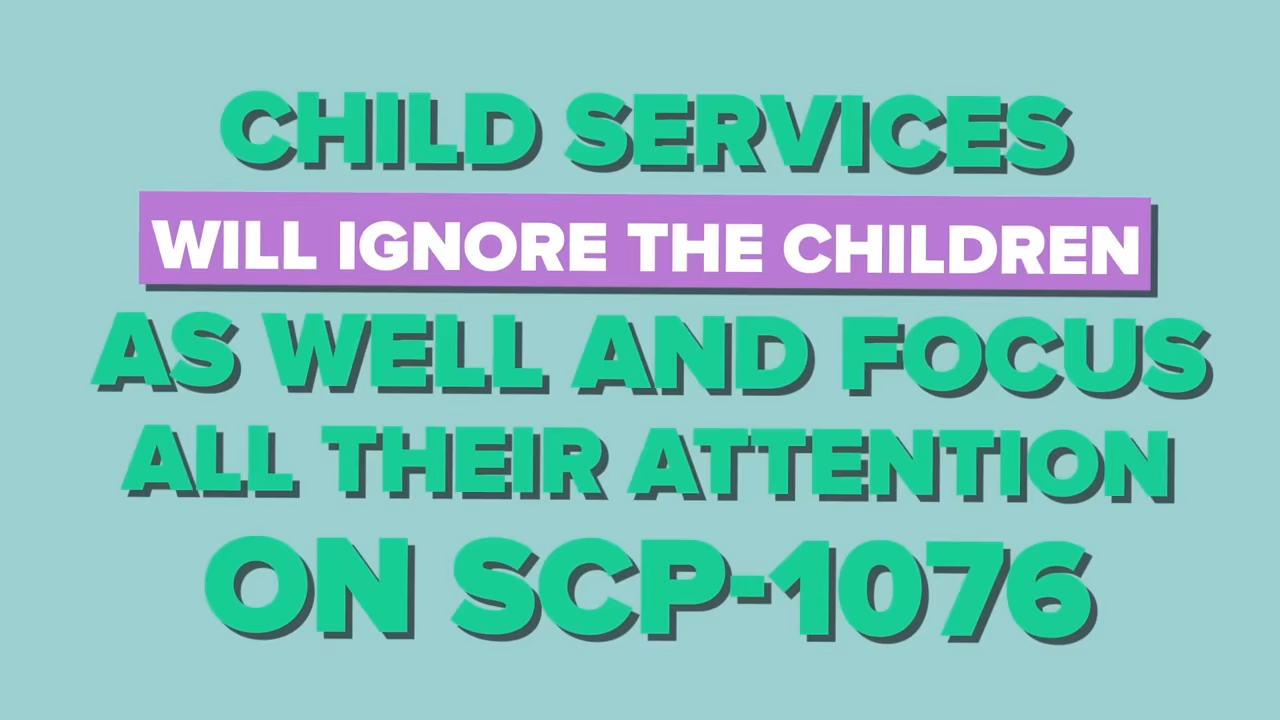 CHILD SERVICES
WILL IGNORE THE CHILDREN
AS WELL AND FOCUS
ALL THEIR ATTENTION
ON SCP-1076